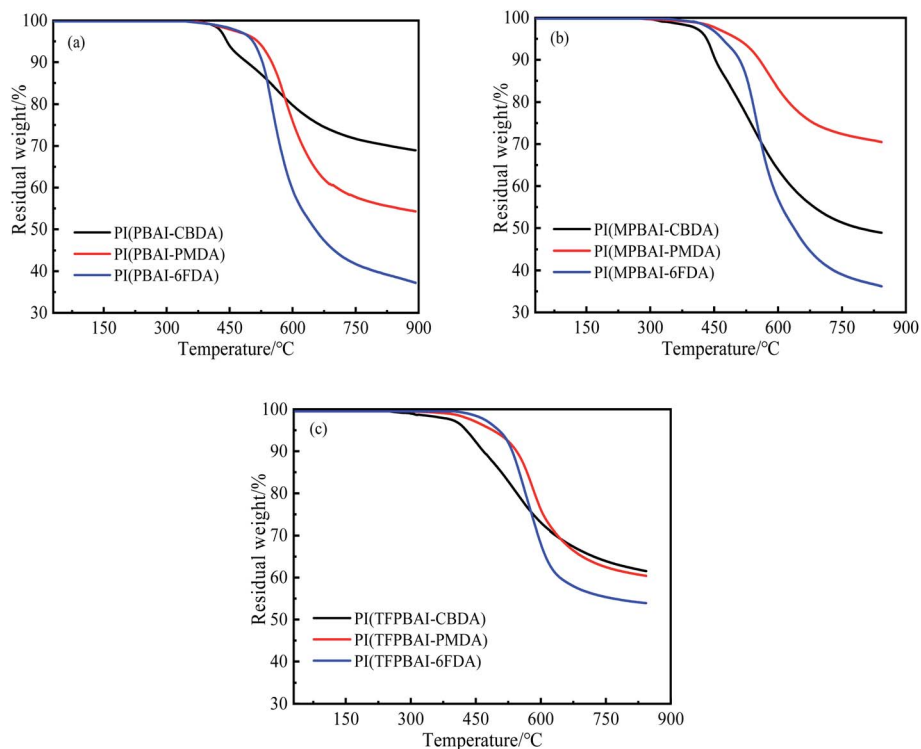 (a)
Residual weight/%
100
90
80
70
60
50
40
30
PI(PBAI-CBDA)
PI(PBAI-PMDA)
PI(PBAI-6FDA)
150 300 450 600 750 900
Temperature/°C
(b)
Residual weight/%
100
90
80
70
60
50
40
30
PI(MPBAI-CBDA)
PI(MPBAI-PMDA)
PI(MPBAI-6FDA)
150 300 450 600 750 900
Temperature/°C
(c)
Residual weight/%
100
90
80
70
60
50
40
30
PI(TFPBAI-CBDA)
PI(TFPBAI-PMDA)
PI(TFPBAI-6FDA)
150 300 450 600 750 900
Temperature/°C